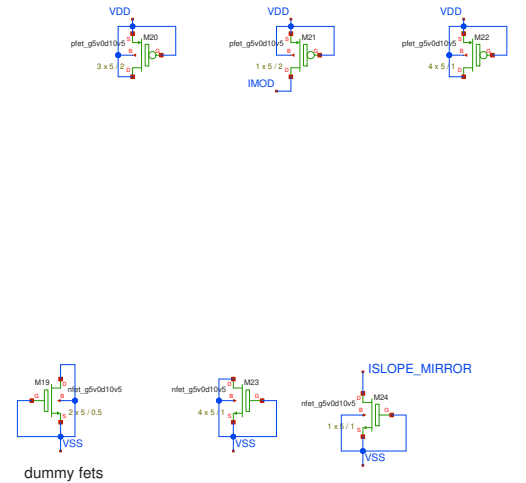 VDD VDD VDD
M20 M21 M22
pfet_g5v0d10v5 pfet_g5v0d10v5 pfet_g5v0d10v5
S S S
B G B G B G
3 x 5 / 2 1 x 5 / 2 4 x 5 / 1
D D D
IMOD
ISLOPE_MIRROR
M19 M23
D D
nfet_g5v0d10v5 nfet_g5v0d10v5 nfet_g5v0d10v5 M24
D
G B B G
2 x 5 / 0.5 4 x 5 / 1
B G
S S
1 x 5 / 1
S
VSS VSS
VSS
dummy fets